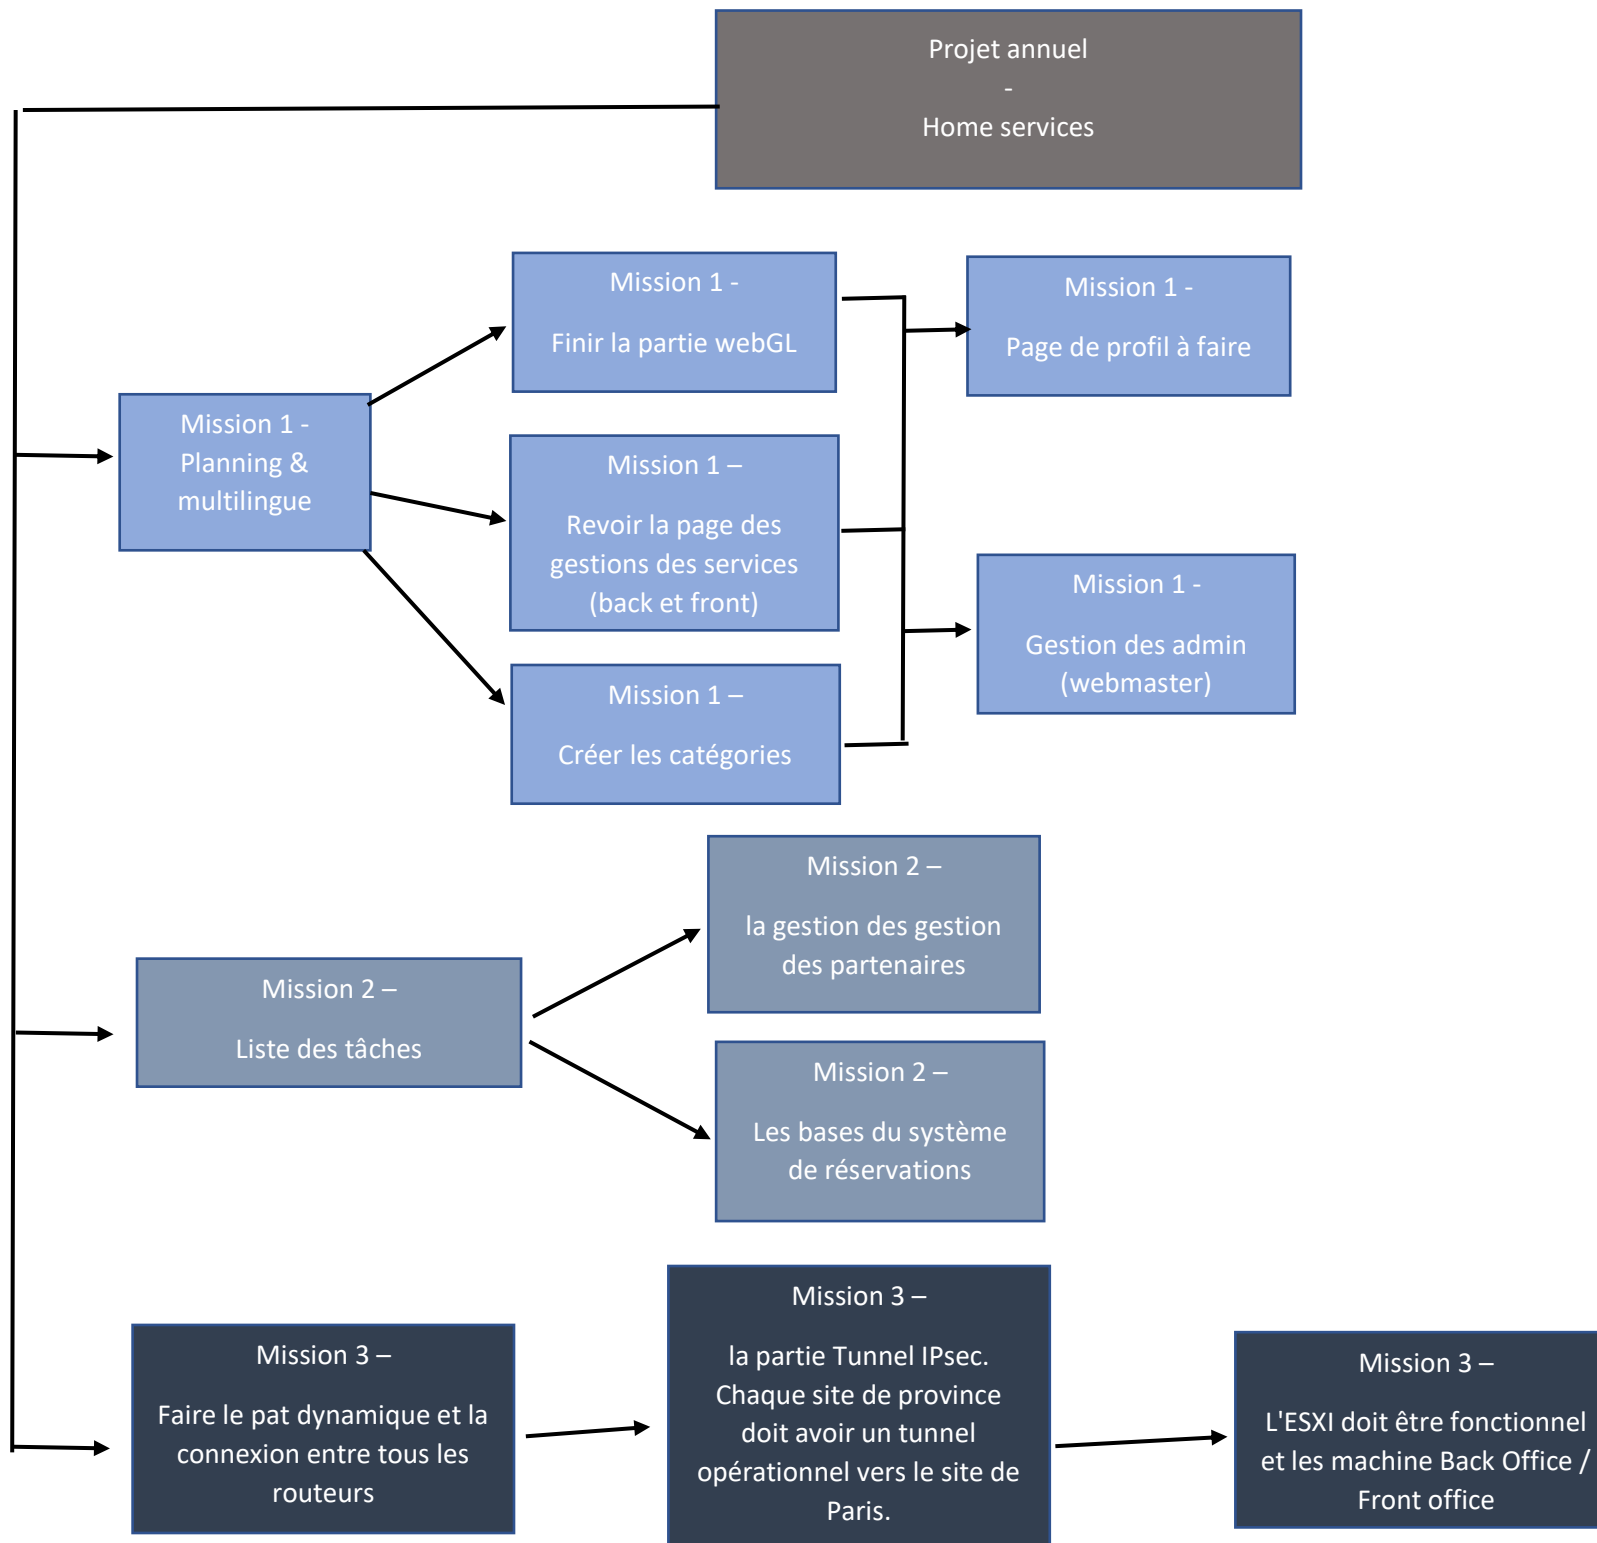 Projet annuel
-
Home services
Mission 1 -
Finir la partie webGL
Mission 1 -
Page de profil à faire
Mission 1 -
Planning &
multilingue
Mission 1 –
Revoir la page des
gestions des services
(back et front)
Mission 1 -
Gestion des admin
(webmaster)
Mission 1 –
Créer les catégories
Mission 2 –
la gestion des gestion
des partenaires
Mission 2 –
Liste des tâches
Mission 2 –
Les bases du système
de réservations
Mission 3 –
Faire le pat dynamique et la
connexion entre tous les
routeurs
Mission 3 –
la partie Tunnel IPsec.
Chaque site de province
doit avoir un tunnel
opérationnel vers le site de
Paris.
Mission 3 –
L'ESXI doit être fonctionnel
et les machine Back Office /
Front office